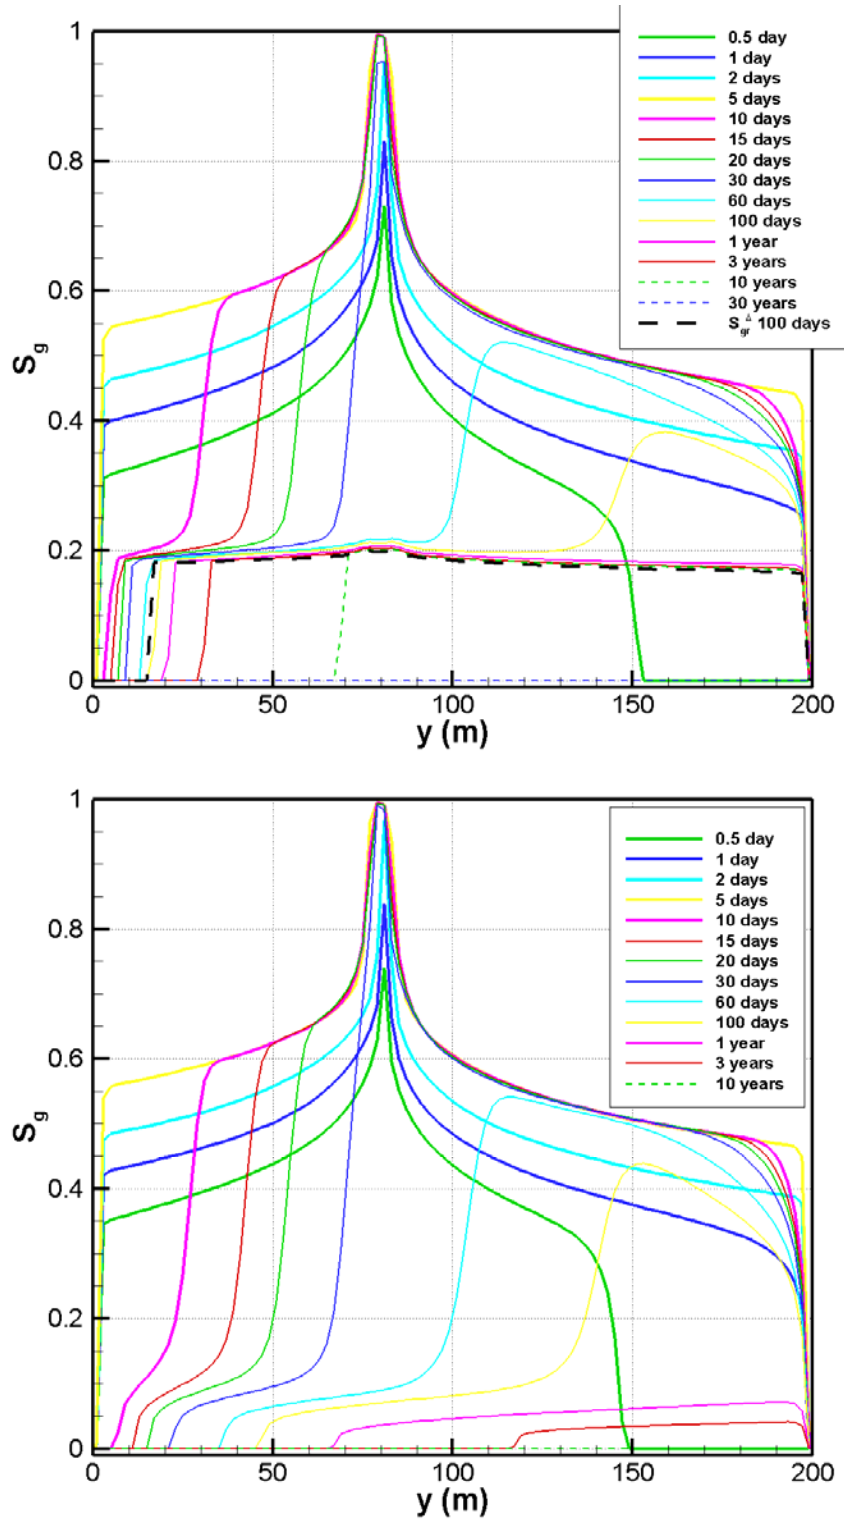 1
0.5 day
1 day
2 days
5 days
10 days
15 days
20 days
30 days
60 days
100 days
1 year
3 years
10 years
30 years
S_gr^Δ 100 days
0.8
0.6
S_g
0.4
0.2
0
0 50 100 150 200
y (m)
1
0.5 day
1 day
2 days
5 days
10 days
15 days
20 days
30 days
60 days
100 days
1 year
3 years
10 years
0.8
0.6
S_g
0.4
0.2
0
0 50 100 150 200
y (m)